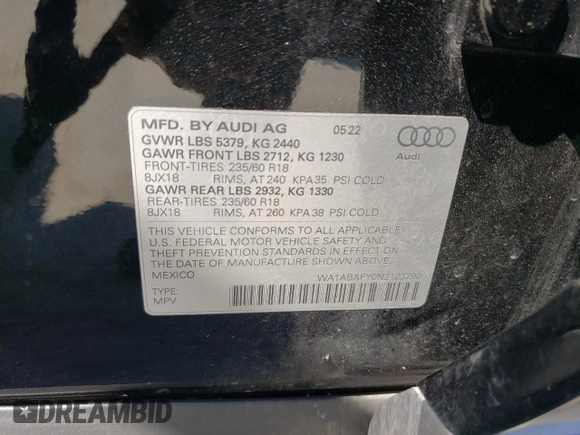 MFD. BY AUDI AG 05.22
GVWR LBS 5379, KG 2440
GAWR FRONT LBS 2712, KG 1230
FRONT-TIRES 235/60 R18
8JX18 RIMS, AT 240 KPA35 PSI COLD
GAWR REAR LBS 2932, KG 1330
REAR-TIRES 235/60 R18
8JX18 RIMS, AT 260 KPA 38 PSI COLD
Audi
THIS VEHICLE CONFORMS TO ALL APPLICABLE
U.S. FEDERAL MOTOR VEHICLE SAFETY AND
THEFT PREVENTION STANDARDS IN EFFECT ON
THE DATE OF MANUFACTURE SHOWN ABOVE.
MEXICO
TYPE:
MPV
DREAMBID